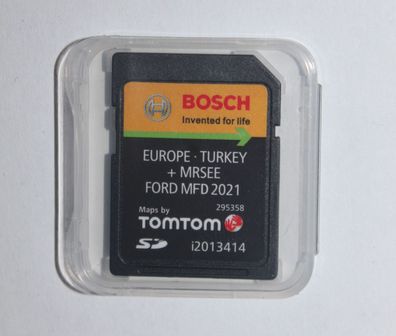 BOSCH
Invented for life
EUROPE · TURKEY
+ MRSEE
FORD MFD 2021
295358
Maps by
TOMTOM
SD i2013414